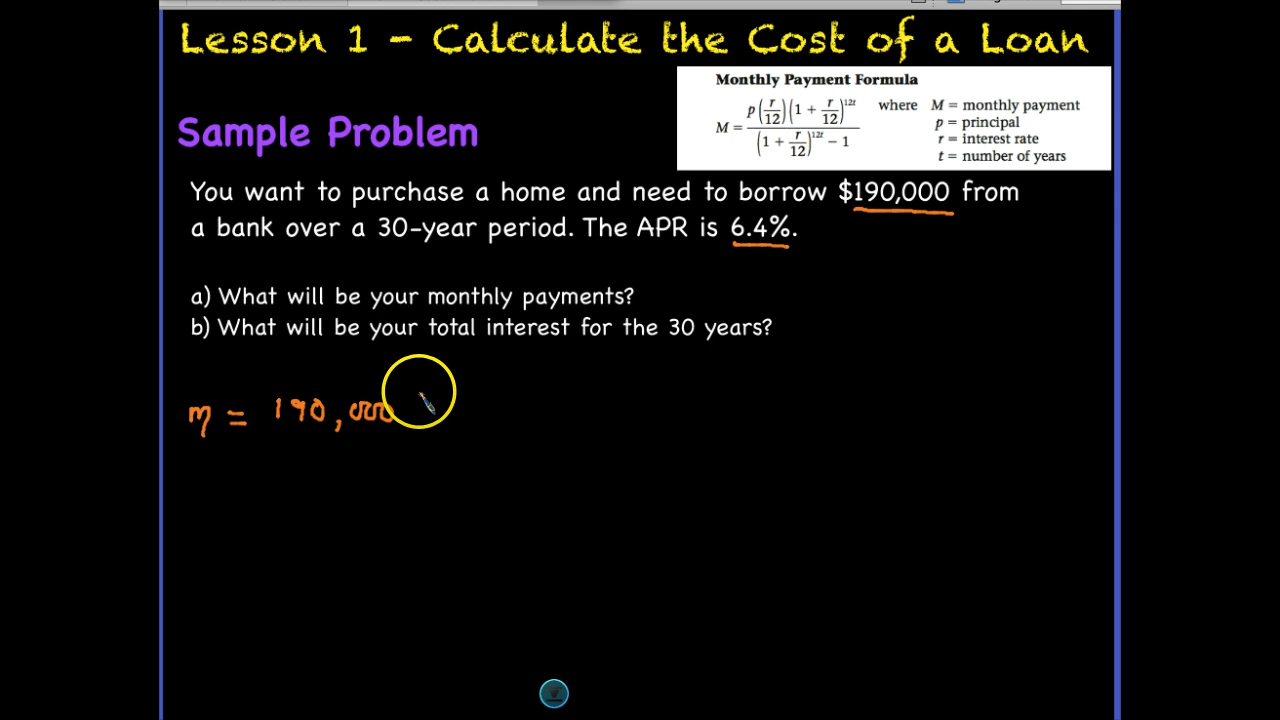 Lesson 1 - Calculate the Cost of a Loan
Monthly Payment Formula
M = p(r/12)(1 + r/12)^12t / (1 + r/12)^12t - 1 where M = monthly payment
p = principal
r = interest rate
t = number of years
Sample Problem
You want to purchase a home and need to borrow $190,000 from
a bank over a 30-year period. The APR is 6.4%.
a) What will be your monthly payments?
b) What will be your total interest for the 30 years?
M = 190,000